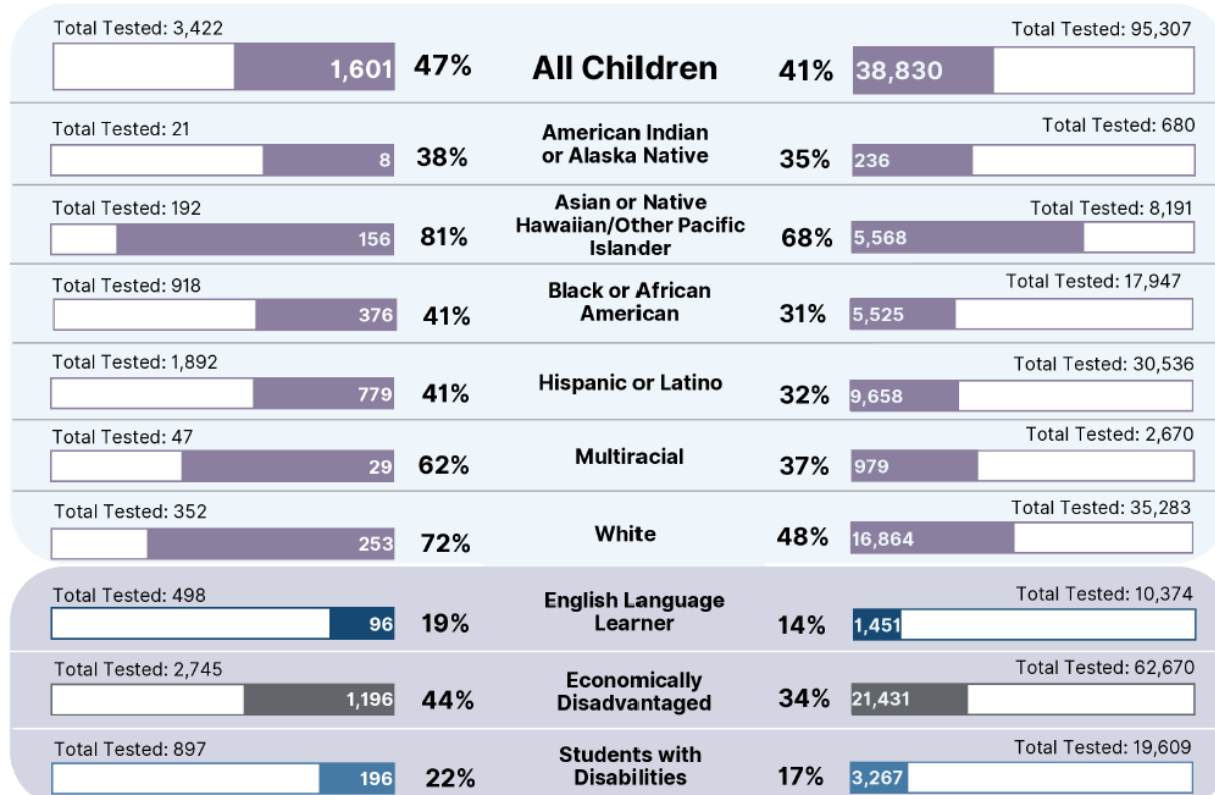 Total Tested: 3,422
Total Tested: 95,307
1,601 47% All Children 41% 38,830
Total Tested: 21
Total Tested: 680
American Indian
or Alaska Native
8 38% 35% 236
Total Tested: 192
Total Tested: 8,191
Asian or Native
Hawaiian/Other Pacific
Islander
156 81% 68% 5,568
Total Tested: 918
Total Tested: 17,947
Black or African
American
376 41% 31% 5,525
Total Tested: 1,892
Total Tested: 30,536
Hispanic or Latino
779 41% 32% 9,658
Total Tested: 47
Total Tested: 2,670
Multiracial
29 62% 37% 979
Total Tested: 352
Total Tested: 35,283
White
253 72% 48% 16,864
Total Tested: 498
Total Tested: 10,374
English Language
Learner
96 19% 14% 1,451
Total Tested: 2,745
Total Tested: 62,670
Economically
Disadvantaged
1,196 44% 34% 21,431
Total Tested: 897
Total Tested: 19,609
Students with
Disabilities
196 22% 17% 3,267